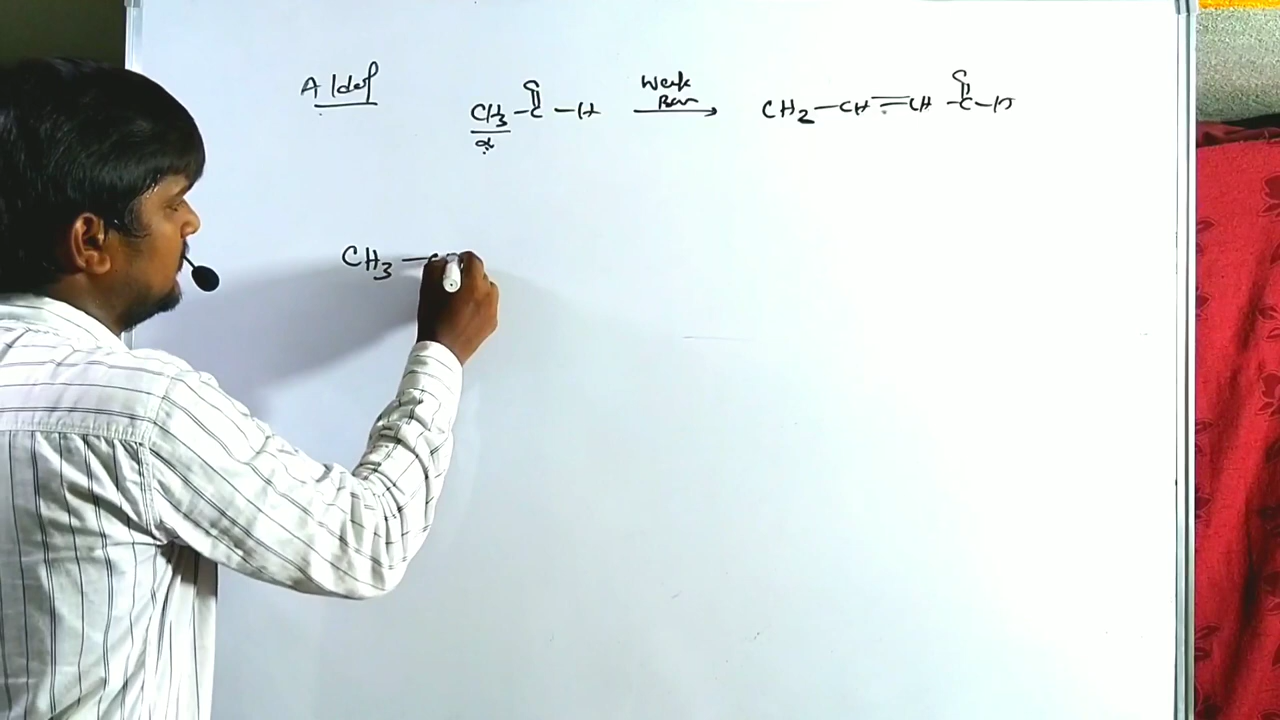 Aldol
CH3 - C - H
O
α
Weak
Base
CH2 - CH = CH - C - H
O
CH3 -